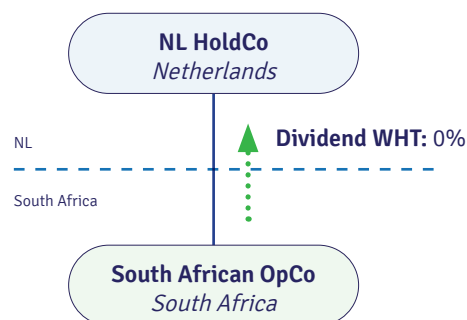 NL HoldCo
Netherlands
NL
Dividend WHT: 0%
South Africa
South African OpCo
South Africa